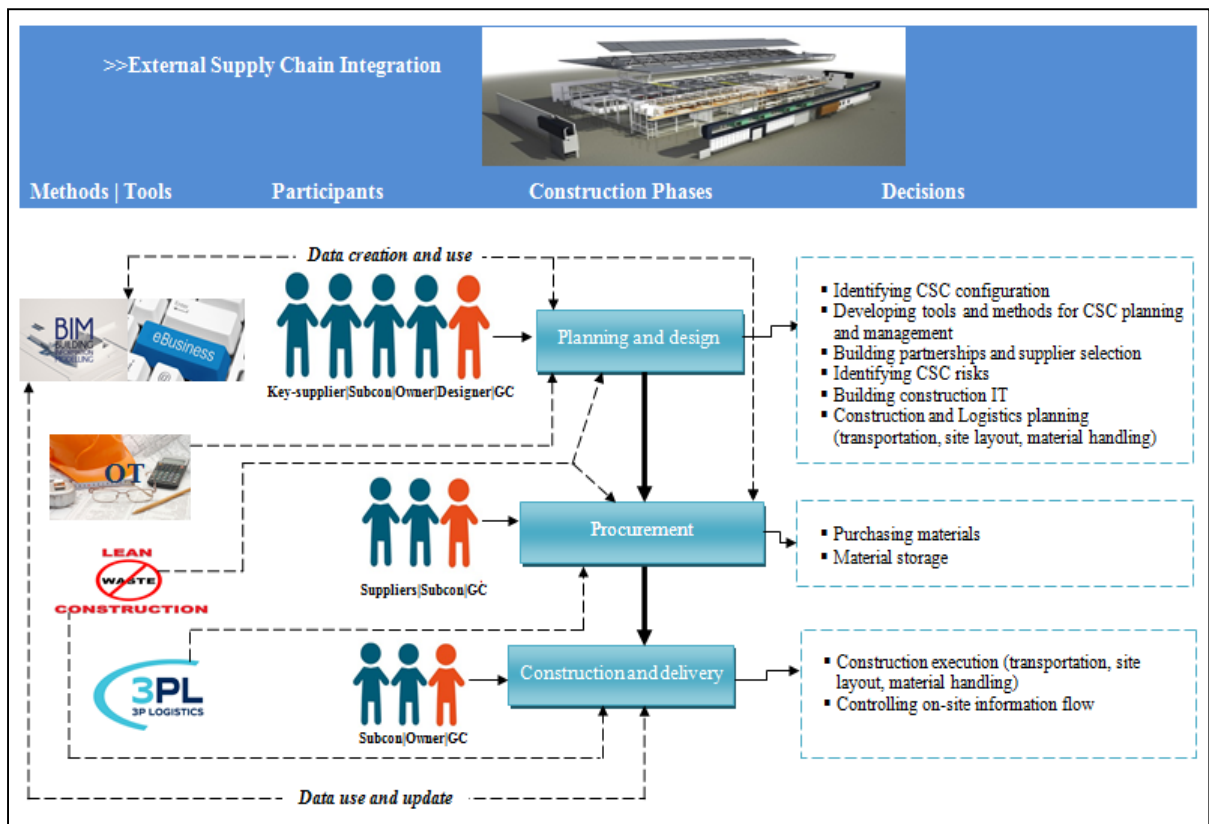 >>External Supply Chain Integration
Methods | Tools
Participants
Construction Phases
Decisions
Data creation and use
BIM
BUILDING
INFORMATION
MODELLING
eBusiness
Key-supplier|Subcon|Owner|Designer|GC
Planning and design
▪ Identifying CSC configuration
▪ Developing tools and methods for CSC planning
and management
▪ Building partnerships and supplier selection
▪ Identifying CSC risks
▪ Building construction IT
▪ Construction and Logistics planning
(transportation, site layout, material handling)
OT
Suppliers|Subcon|GC
Procurement
▪ Purchasing materials
▪ Material storage
LEAN
WASTE
CONSTRUCTION
3PL
3P LOGISTICS
Subcon|Owner|GC
Construction and delivery
▪ Construction execution (transportation, site
layout, material handling)
▪ Controlling on-site information flow
Data use and update